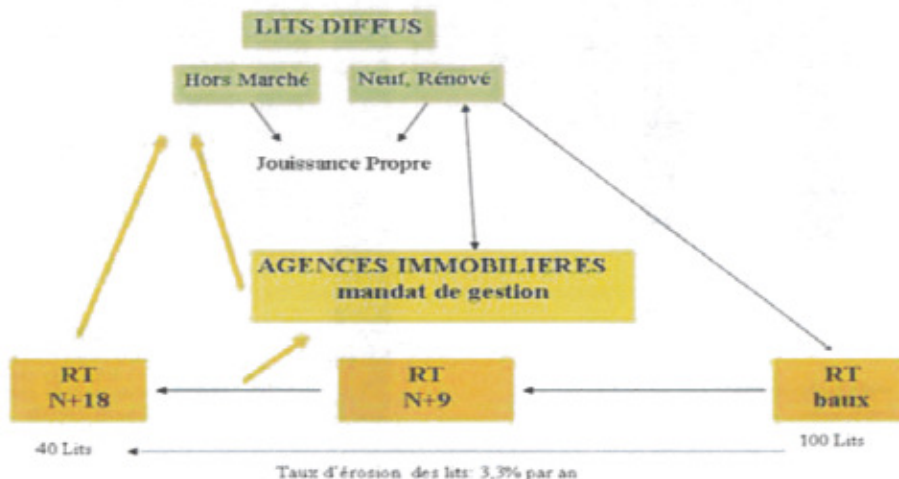 LITS DIFFUS
Hors Marché
Neuf, Rénové
Jouissance Propre
AGENCES IMMOBILIERES
mandat de gestion
RT
N+18
RT
N+9
RT
baux
40 Lits
100 Lits
Taux d'érosion des lits: 3,3% par an